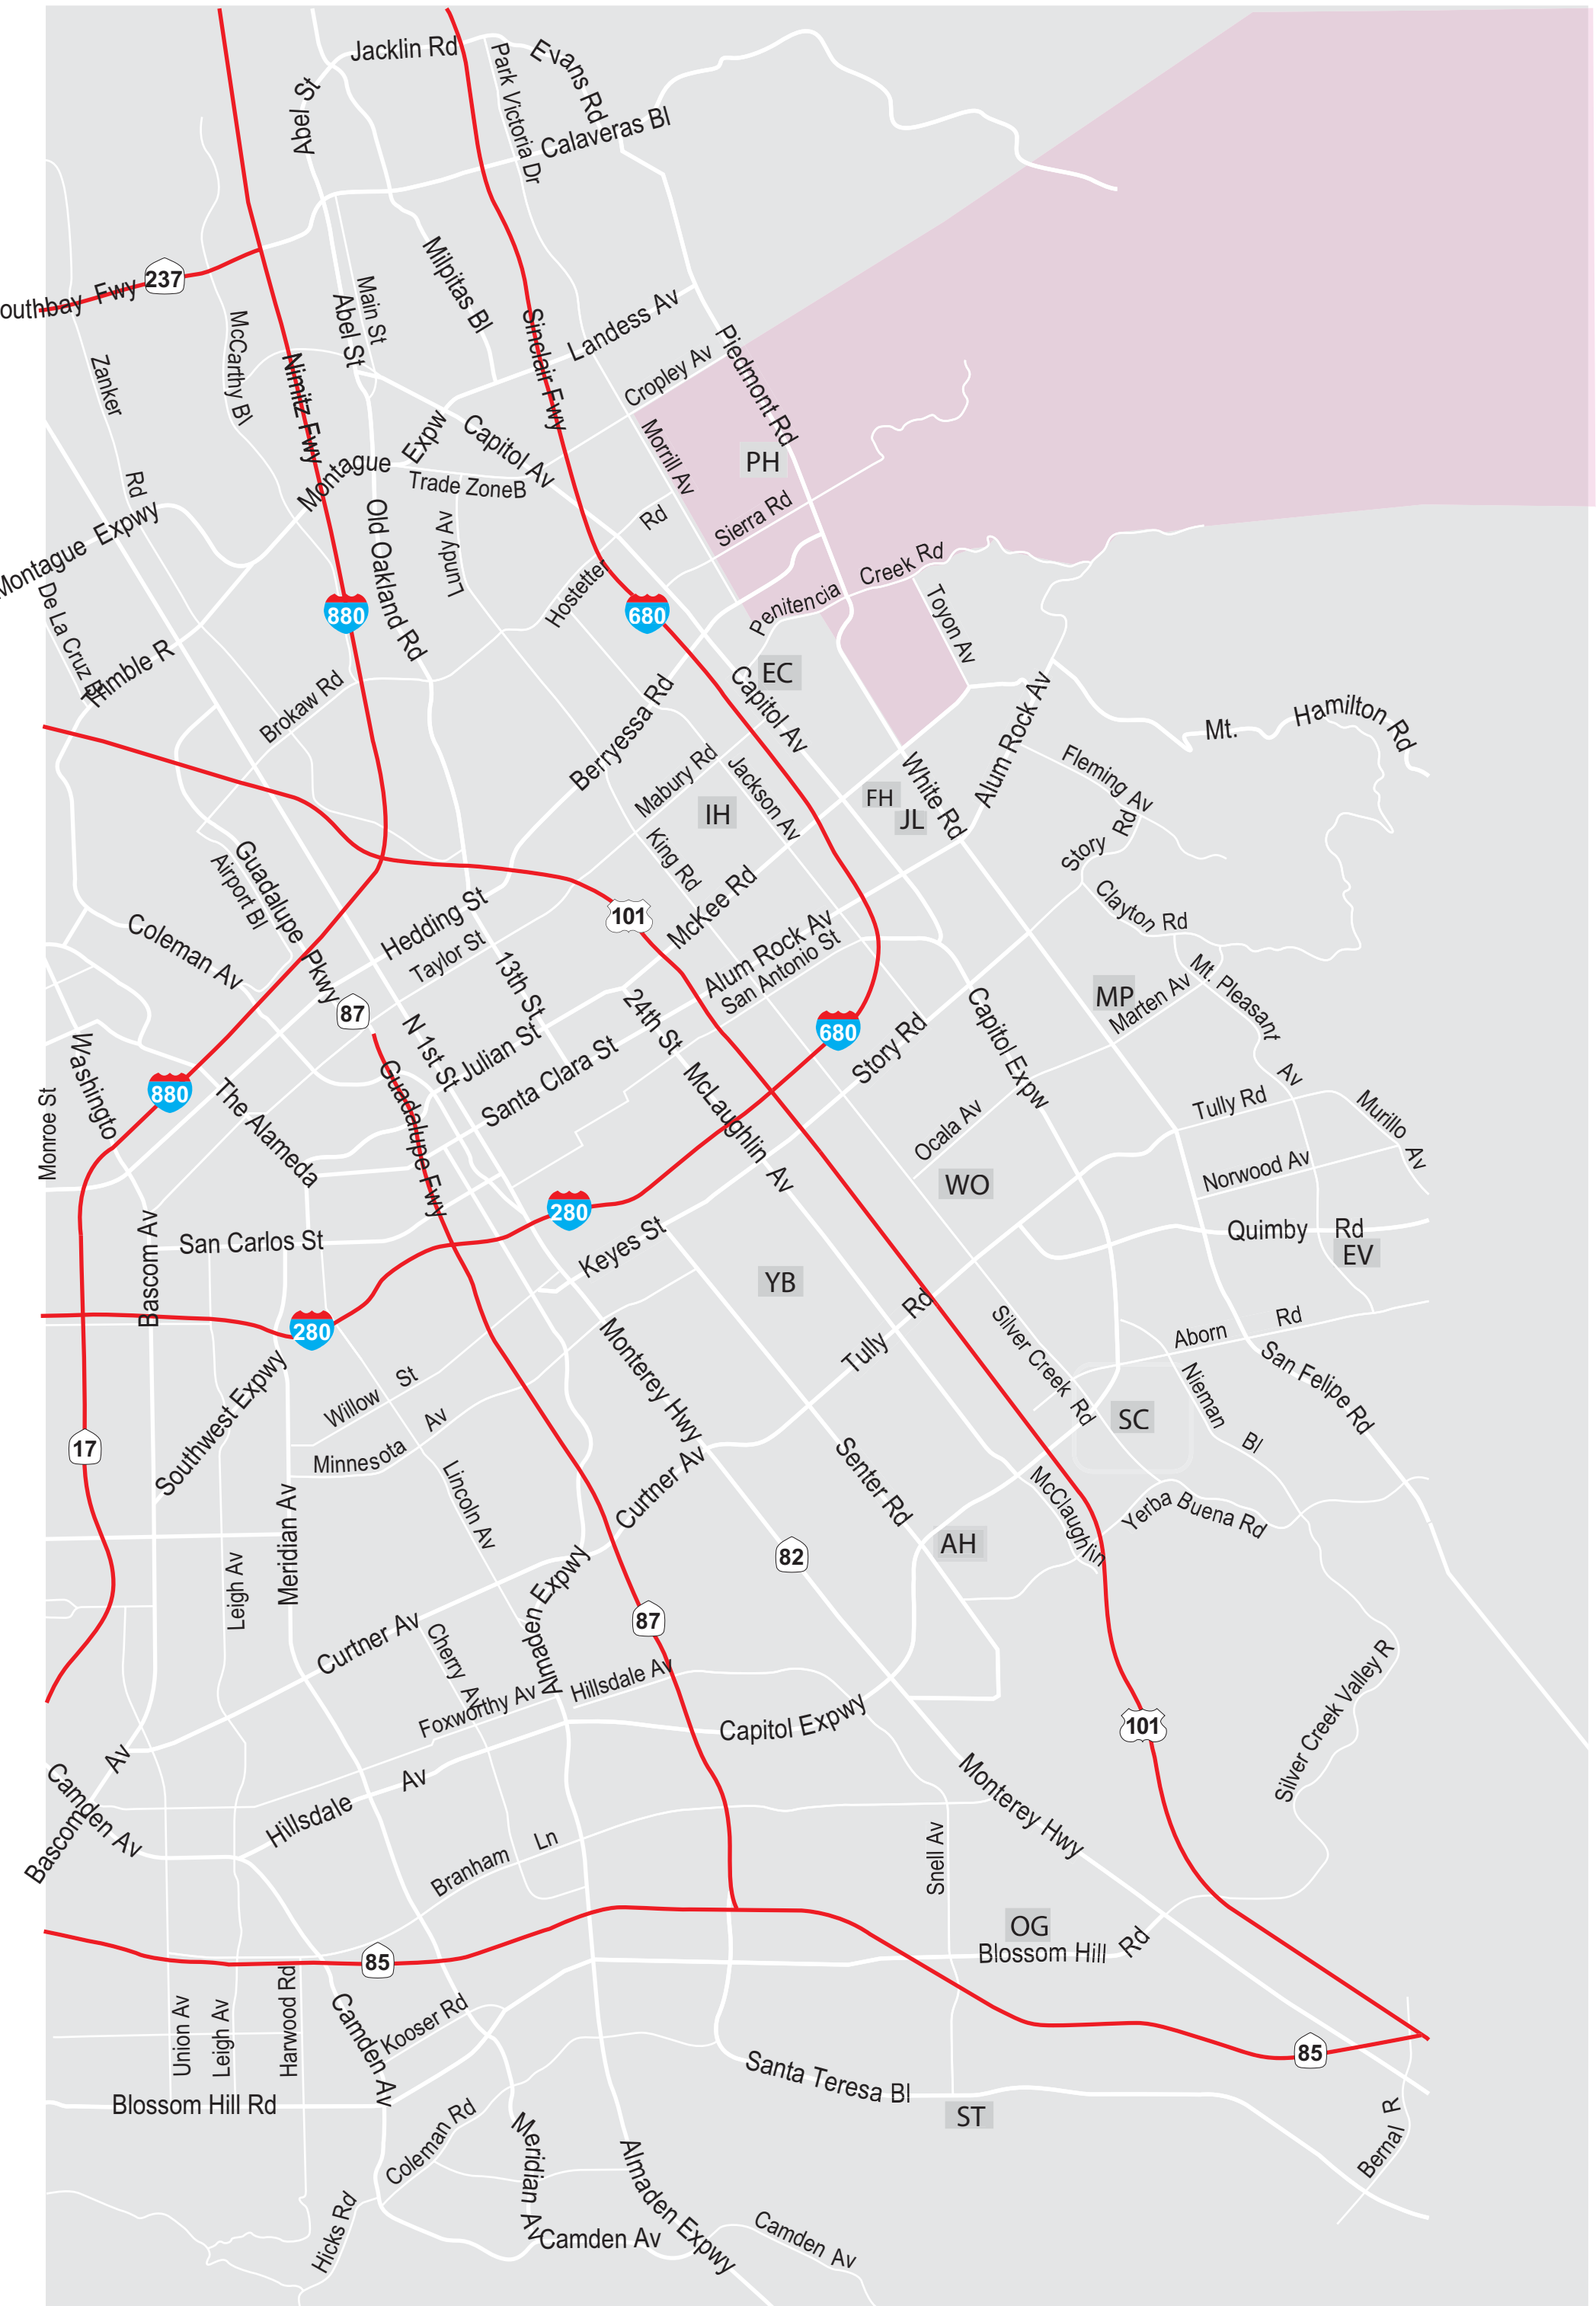 Jacklin Rd
Evans Rd
Park Victoria Dr
Abel St
Calaveras Bl
Milpitas Bl
237
outhbay Fwy
Main St
Abel St
McCarthy Bl
Sinclair Fwy
Landess Av
Piedmont Rd
Cropley Av
Zanker
Rd
Nimitz Fwy
Expw
Montague
Capitol Av
Morrill Av
PH
Trade ZoneB
Sierra Rd
Rd
Hostetter
Montague Expwy
Old Oakland Rd
Lundy Av
Penitencia
Creek Rd
Toyon Av
De La Cruz B
880
680
Trimble R
EC
Capitol Av
Brokaw Rd
Berryessa Rd
Alum Rock Av
Mt.
Hamilton Rd
Mabury Rd
Jackson Av
White Rd
Fleming Av
FH
JL
IH
King Rd
Story
Rd
Guadalupe
Pkwy
Airport Bl
Hedding St
McKee Rd
Clayton Rd
101
Coleman Av
Taylor St
Alum Rock Av
San Antonio St
13th St
MP
Mt. Pleasant
Av
Marten Av
87
24th St
Capitol Expw
N 1st St
Julian St
680
Story Rd
Washingto
Monroe St
880
The Alameda
Guadalupe Fwy
Santa Clara St
McLaughlin Av
Ocala Av
Tully Rd
Murillo
Av
Norwood Av
WO
280
San Carlos St
Bascom Av
Keyes St
Quimby Rd
EV
YB
280
Monterey Hwy
Tully
Rd
Silver Creek Rd
Aborn
Rd
Nieman
Bl
San Felipe Rd
Southwest Expwy
Willow St
Minnesota Av
SC
17
Lincoln Av
Curtner Av
Senter Rd
McClaughlin
Yerba Buena Rd
Meridian Av
Leigh Av
82
AH
Almaden Expwy
87
Curtner Av
Cherry Av
Foxworthy Av
Hillsdale Av
Capitol Expwy
101
Silver Creek Valley R
Bascom
Av
Camden Av
Hillsdale
Av
Monterey Hwy
Branham Ln
Snell Av
OG
Blossom Hill Rd
85
Union Av
Leigh Av
Harwood Rd
Camden Av
Kooser Rd
85
Santa Teresa Bl
Blossom Hill Rd
ST
Coleman Rd
Meridian Av
Bernal R
Hicks Rd
Camden Av
Almaden Expwy
Camden Av